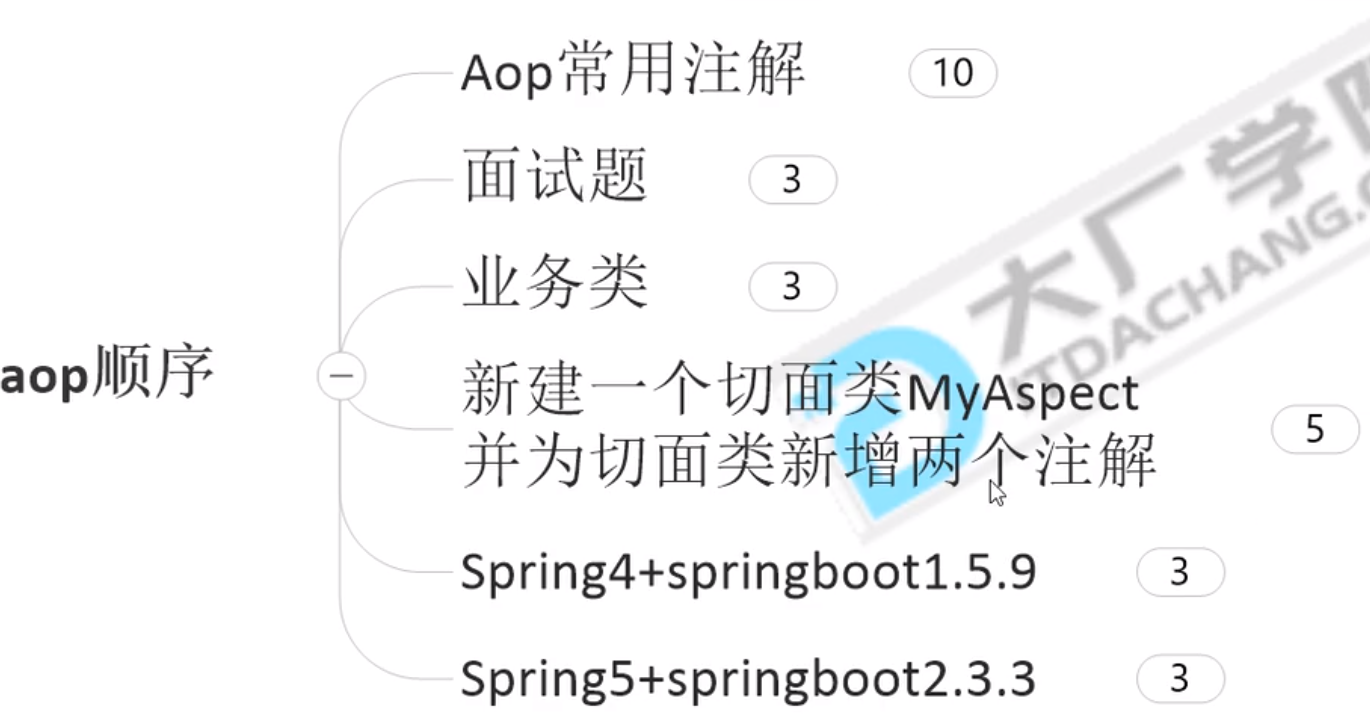 Aop常用注解 10
面试题 3
业务类 3
aop顺序
新建一个切面类MyAspect
并为切面类新增两个注解 5
Spring4+springboot1.5.9 3
Spring5+springboot2.3.3 3
大厂学
ITDACHANG.